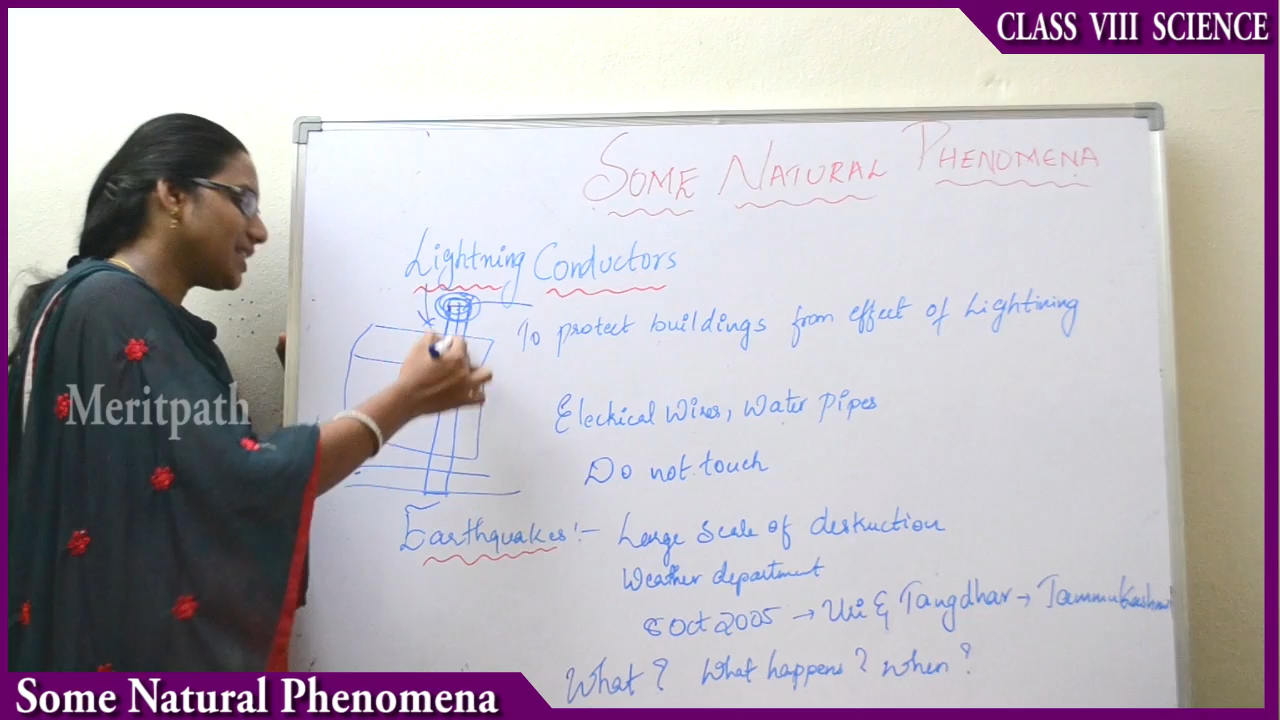 CLASS VIII SCIENCE
SOME NATURAL PHENOMENA
Lightning Conductors
To protect buildings from effect of Lightining
Electrical Wires, Water Pipes
Do not touch
Meritpath
Earthquakes:- Large Scale of destruction
Weather department
8 Oct 2005 → Uri & Tangdhar → Jammu Kashmir
What? What happens? When?
Some Natural Phenomena